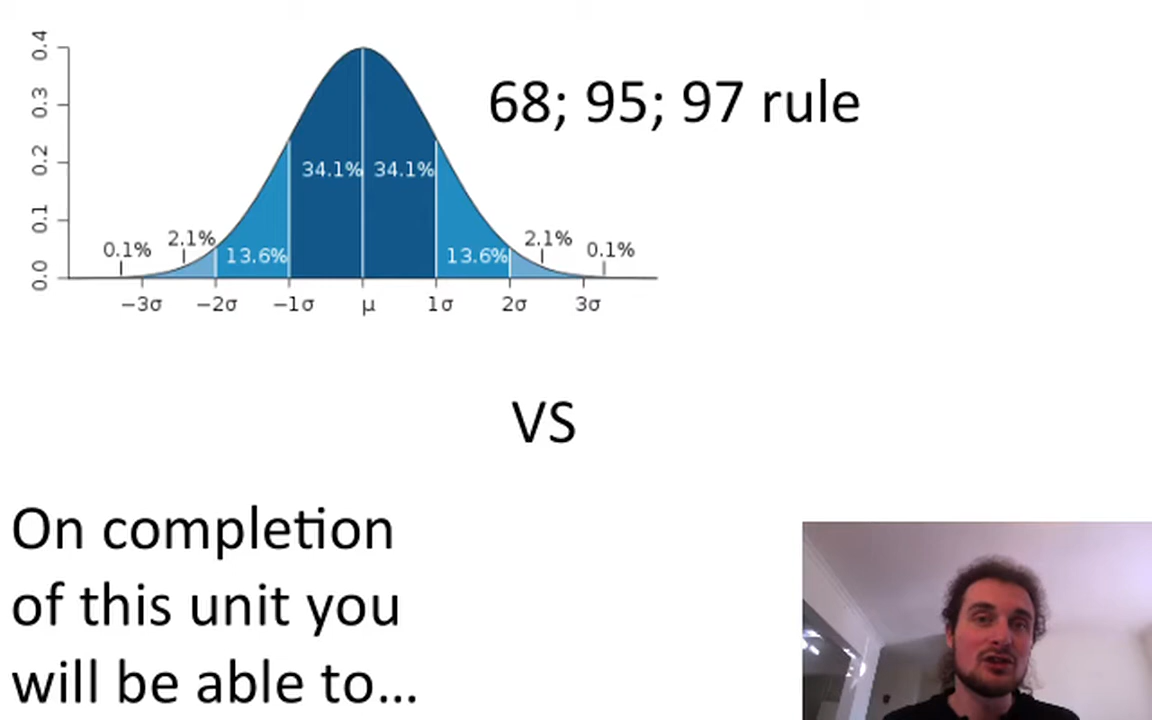 0.4
68; 95; 97 rule
0.3
0.2
34.1% 34.1%
0.1
0.1% 2.1% 13.6% 13.6% 2.1% 0.1%
0.0
−3σ −2σ −1σ μ 1σ 2σ 3σ
VS
On completion
of this unit you
will be able to...